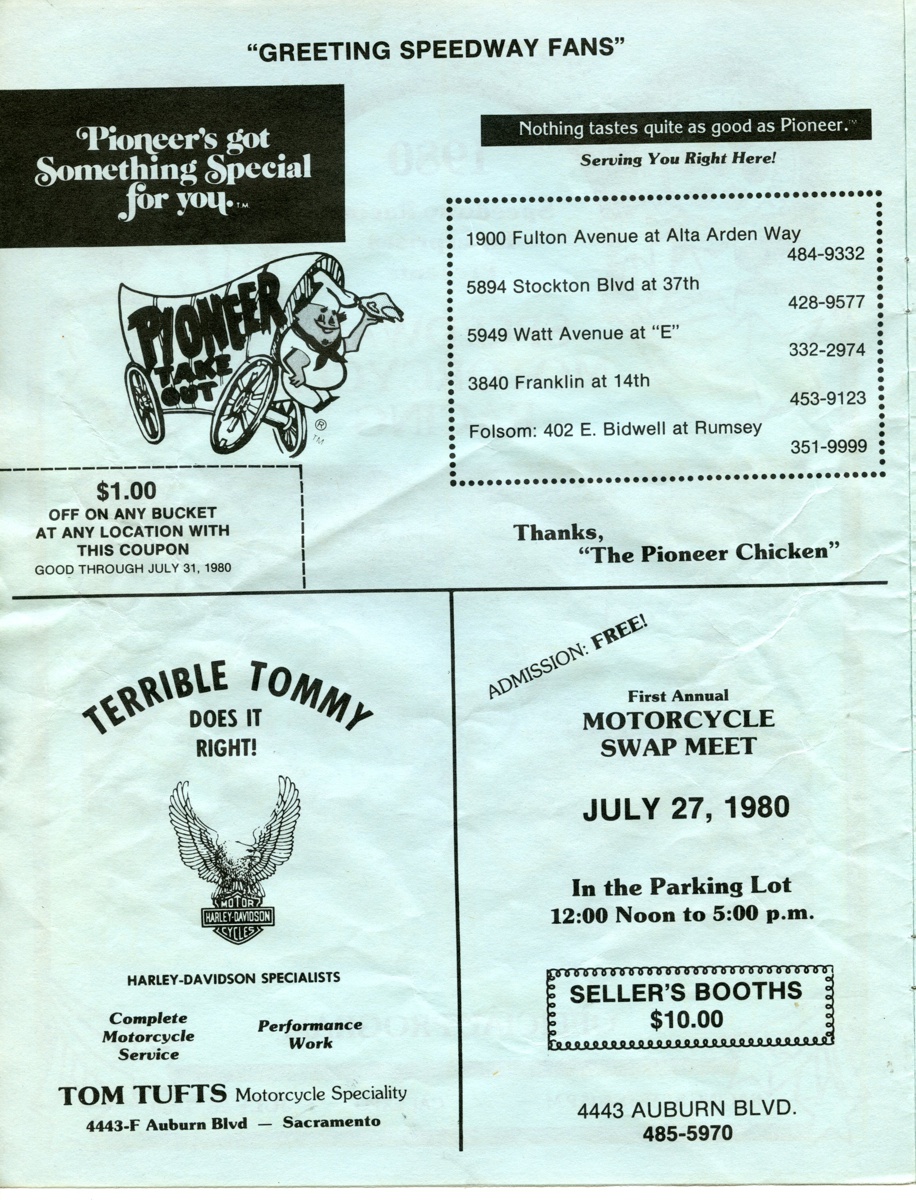 "GREETING SPEEDWAY FANS"
Pioneer's got
Something Special
for you.™
PIONEER
TAKE
OUT
®
TM
Nothing tastes quite as good as Pioneer.™
Serving You Right Here!
1900 Fulton Avenue at Alta Arden Way
484-9332
5894 Stockton Blvd at 37th
428-9577
5949 Watt Avenue at "E"
332-2974
3840 Franklin at 14th
453-9123
Folsom: 402 E. Bidwell at Rumsey
351-9999
$1.00
OFF ON ANY BUCKET
AT ANY LOCATION WITH
THIS COUPON
GOOD THROUGH JULY 31, 1980
Thanks,
"The Pioneer Chicken"
TERRIBLE TOMMY
DOES IT
RIGHT!
MOTOR
HARLEY-DAVIDSON
CYCLES
HARLEY-DAVIDSON SPECIALISTS
Complete
Motorcycle
Service
Performance
Work
TOM TUFTS Motorcycle Speciality
4443-F Auburn Blvd — Sacramento
ADMISSION: FREE!
First Annual
MOTORCYCLE
SWAP MEET
JULY 27, 1980
In the Parking Lot
12:00 Noon to 5:00 p.m.
SELLER'S BOOTHS
$10.00
4443 AUBURN BLVD.
485-5970